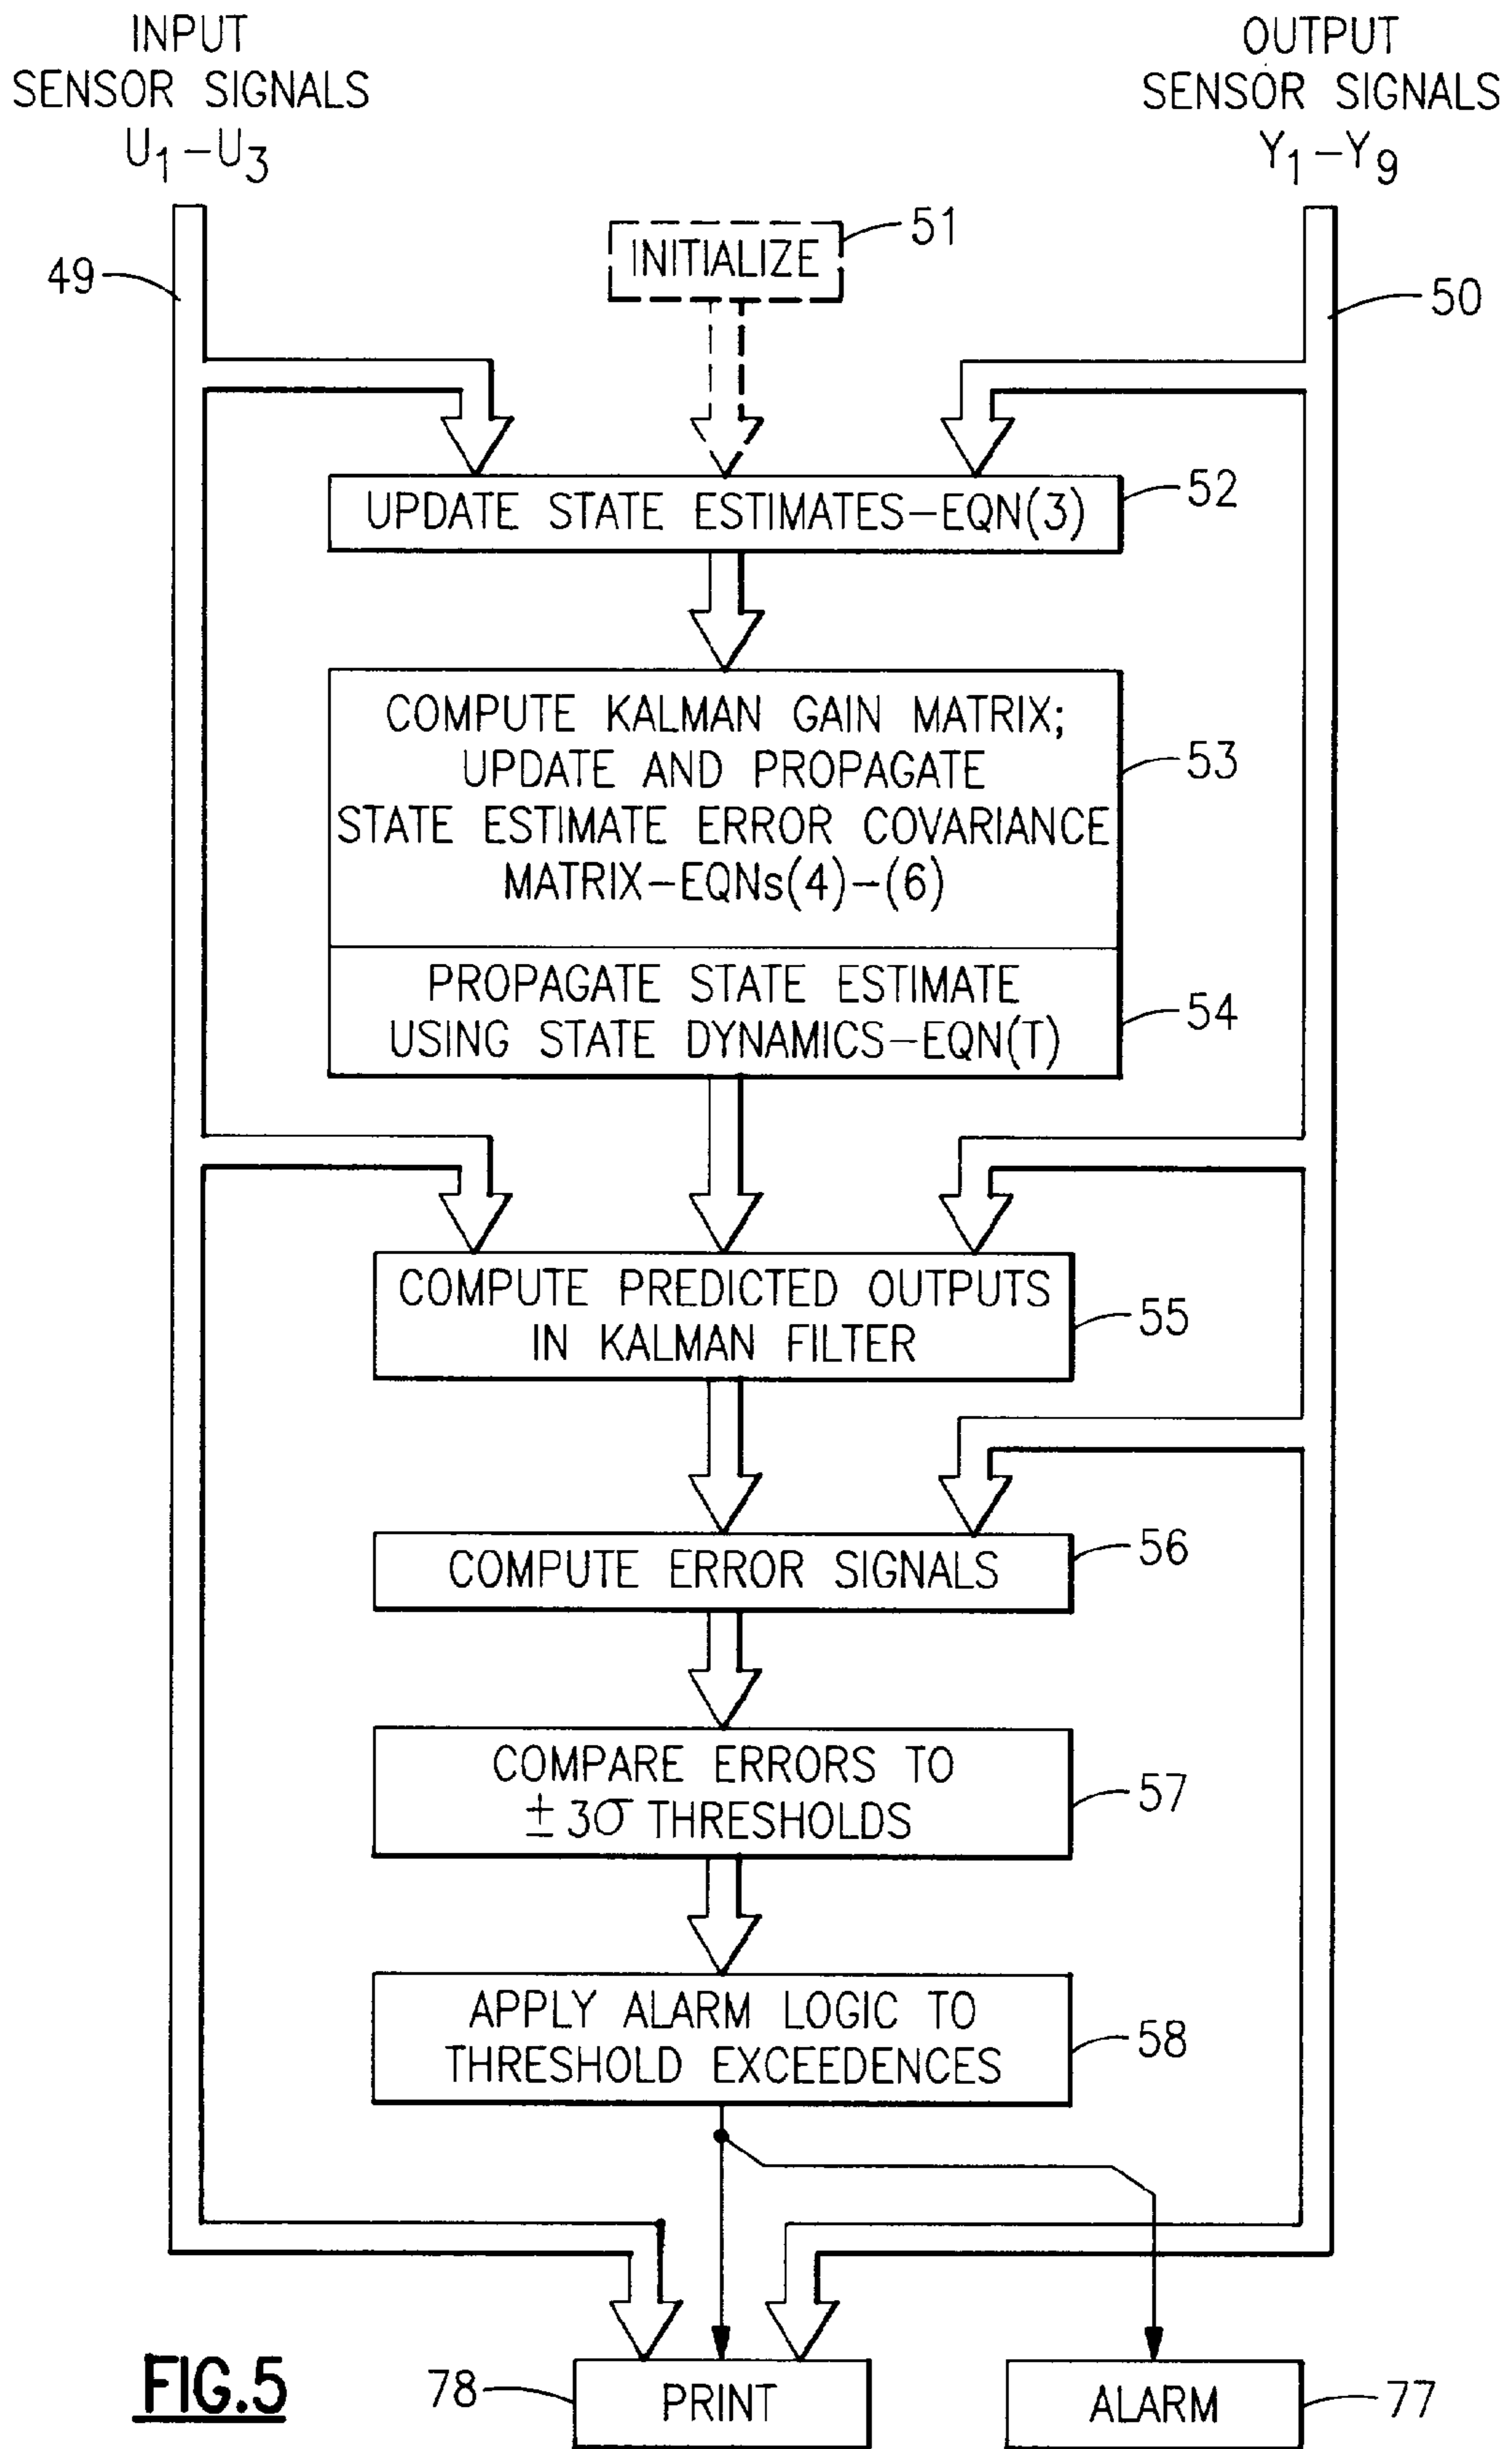 INPUT
SENSOR SIGNALS
U1–U3
OUTPUT
SENSOR SIGNALS
Y1–Y9
49
INITIALIZE
51
50
UPDATE STATE ESTIMATES–EQN(3)
52
COMPUTE KALMAN GAIN MATRIX;
UPDATE AND PROPAGATE
STATE ESTIMATE ERROR COVARIANCE
MATRIX–EQNs(4)–(6)
53
PROPAGATE STATE ESTIMATE
USING STATE DYNAMICS–EQN(T)
54
COMPUTE PREDICTED OUTPUTS
IN KALMAN FILTER
55
COMPUTE ERROR SIGNALS
56
COMPARE ERRORS TO
±3σ THRESHOLDS
57
APPLY ALARM LOGIC TO
THRESHOLD EXCEEDENCES
58
FIG.5
78
PRINT
ALARM
77